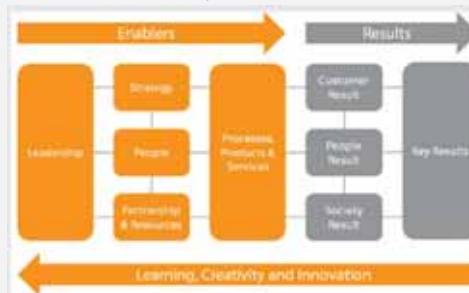 Enablers
Results
Leadership
Strategy
People
Partnership
& Resources
Processes,
Products &
Services
Customer
Result
People
Result
Society
Result
Key Results
Learning, Creativity and Innovation